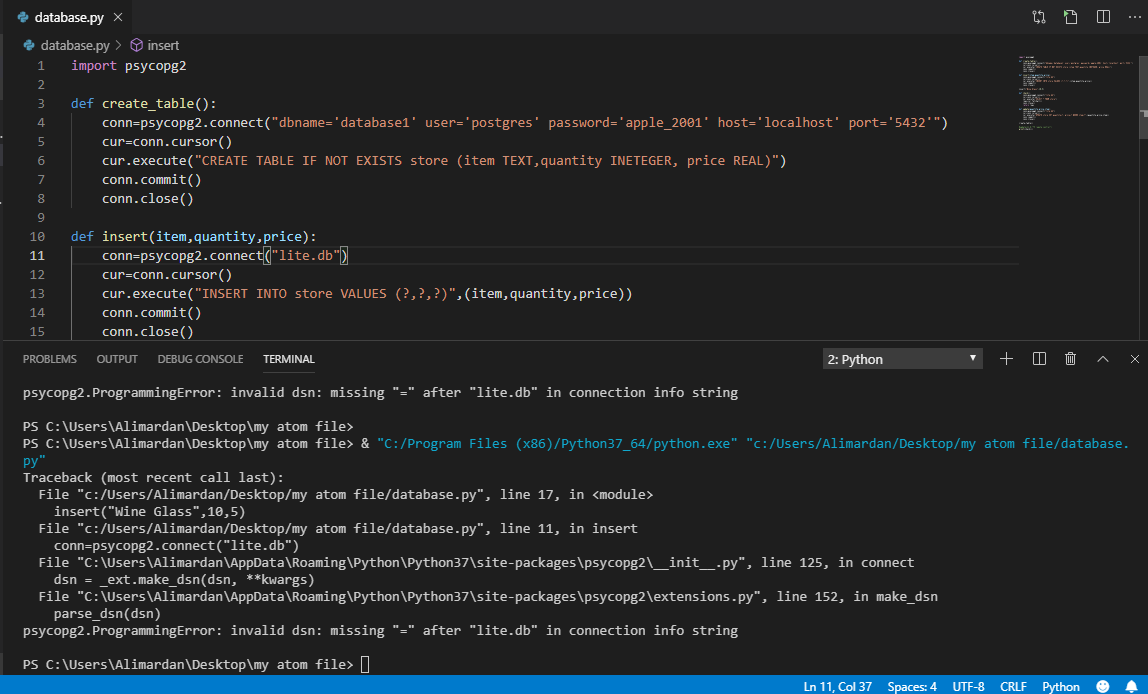 database.py
database.py > insert
1 import psycopg2
2
3 def create_table():
4 conn=psycopg2.connect("dbname='database1' user='postgres' password='apple_2001' host='localhost' port='5432'")
5 cur=conn.cursor()
6 cur.execute("CREATE TABLE IF NOT EXISTS store (item TEXT,quantity INETEGER, price REAL)")
7 conn.commit()
8 conn.close()
9
10 def insert(item,quantity,price):
11 conn=psycopg2.connect("lite.db")
12 cur=conn.cursor()
13 cur.execute("INSERT INTO store VALUES (?,?,?)",(item,quantity,price))
14 conn.commit()
15 conn.close()
PROBLEMS OUTPUT DEBUG CONSOLE TERMINAL 2: Python
psycopg2.ProgrammingError: invalid dsn: missing "=" after "lite.db" in connection info string
PS C:\Users\Alimardan\Desktop\my atom file>
PS C:\Users\Alimardan\Desktop\my atom file> & "C:/Program Files (x86)/Python37_64/python.exe" "c:/Users/Alimardan/Desktop/my atom file/database.
py"
Traceback (most recent call last):
File "c:/Users/Alimardan/Desktop/my atom file/database.py", line 17, in <module>
insert("Wine Glass",10,5)
File "c:/Users/Alimardan/Desktop/my atom file/database.py", line 11, in insert
conn=psycopg2.connect("lite.db")
File "C:\Users\Alimardan\AppData\Roaming\Python\Python37\site-packages\psycopg2\__init__.py", line 125, in connect
dsn = _ext.make_dsn(dsn, **kwargs)
File "C:\Users\Alimardan\AppData\Roaming\Python\Python37\site-packages\psycopg2\extensions.py", line 152, in make_dsn
parse_dsn(dsn)
psycopg2.ProgrammingError: invalid dsn: missing "=" after "lite.db" in connection info string
PS C:\Users\Alimardan\Desktop\my atom file>
Ln 11, Col 37 Spaces: 4 UTF-8 CRLF Python